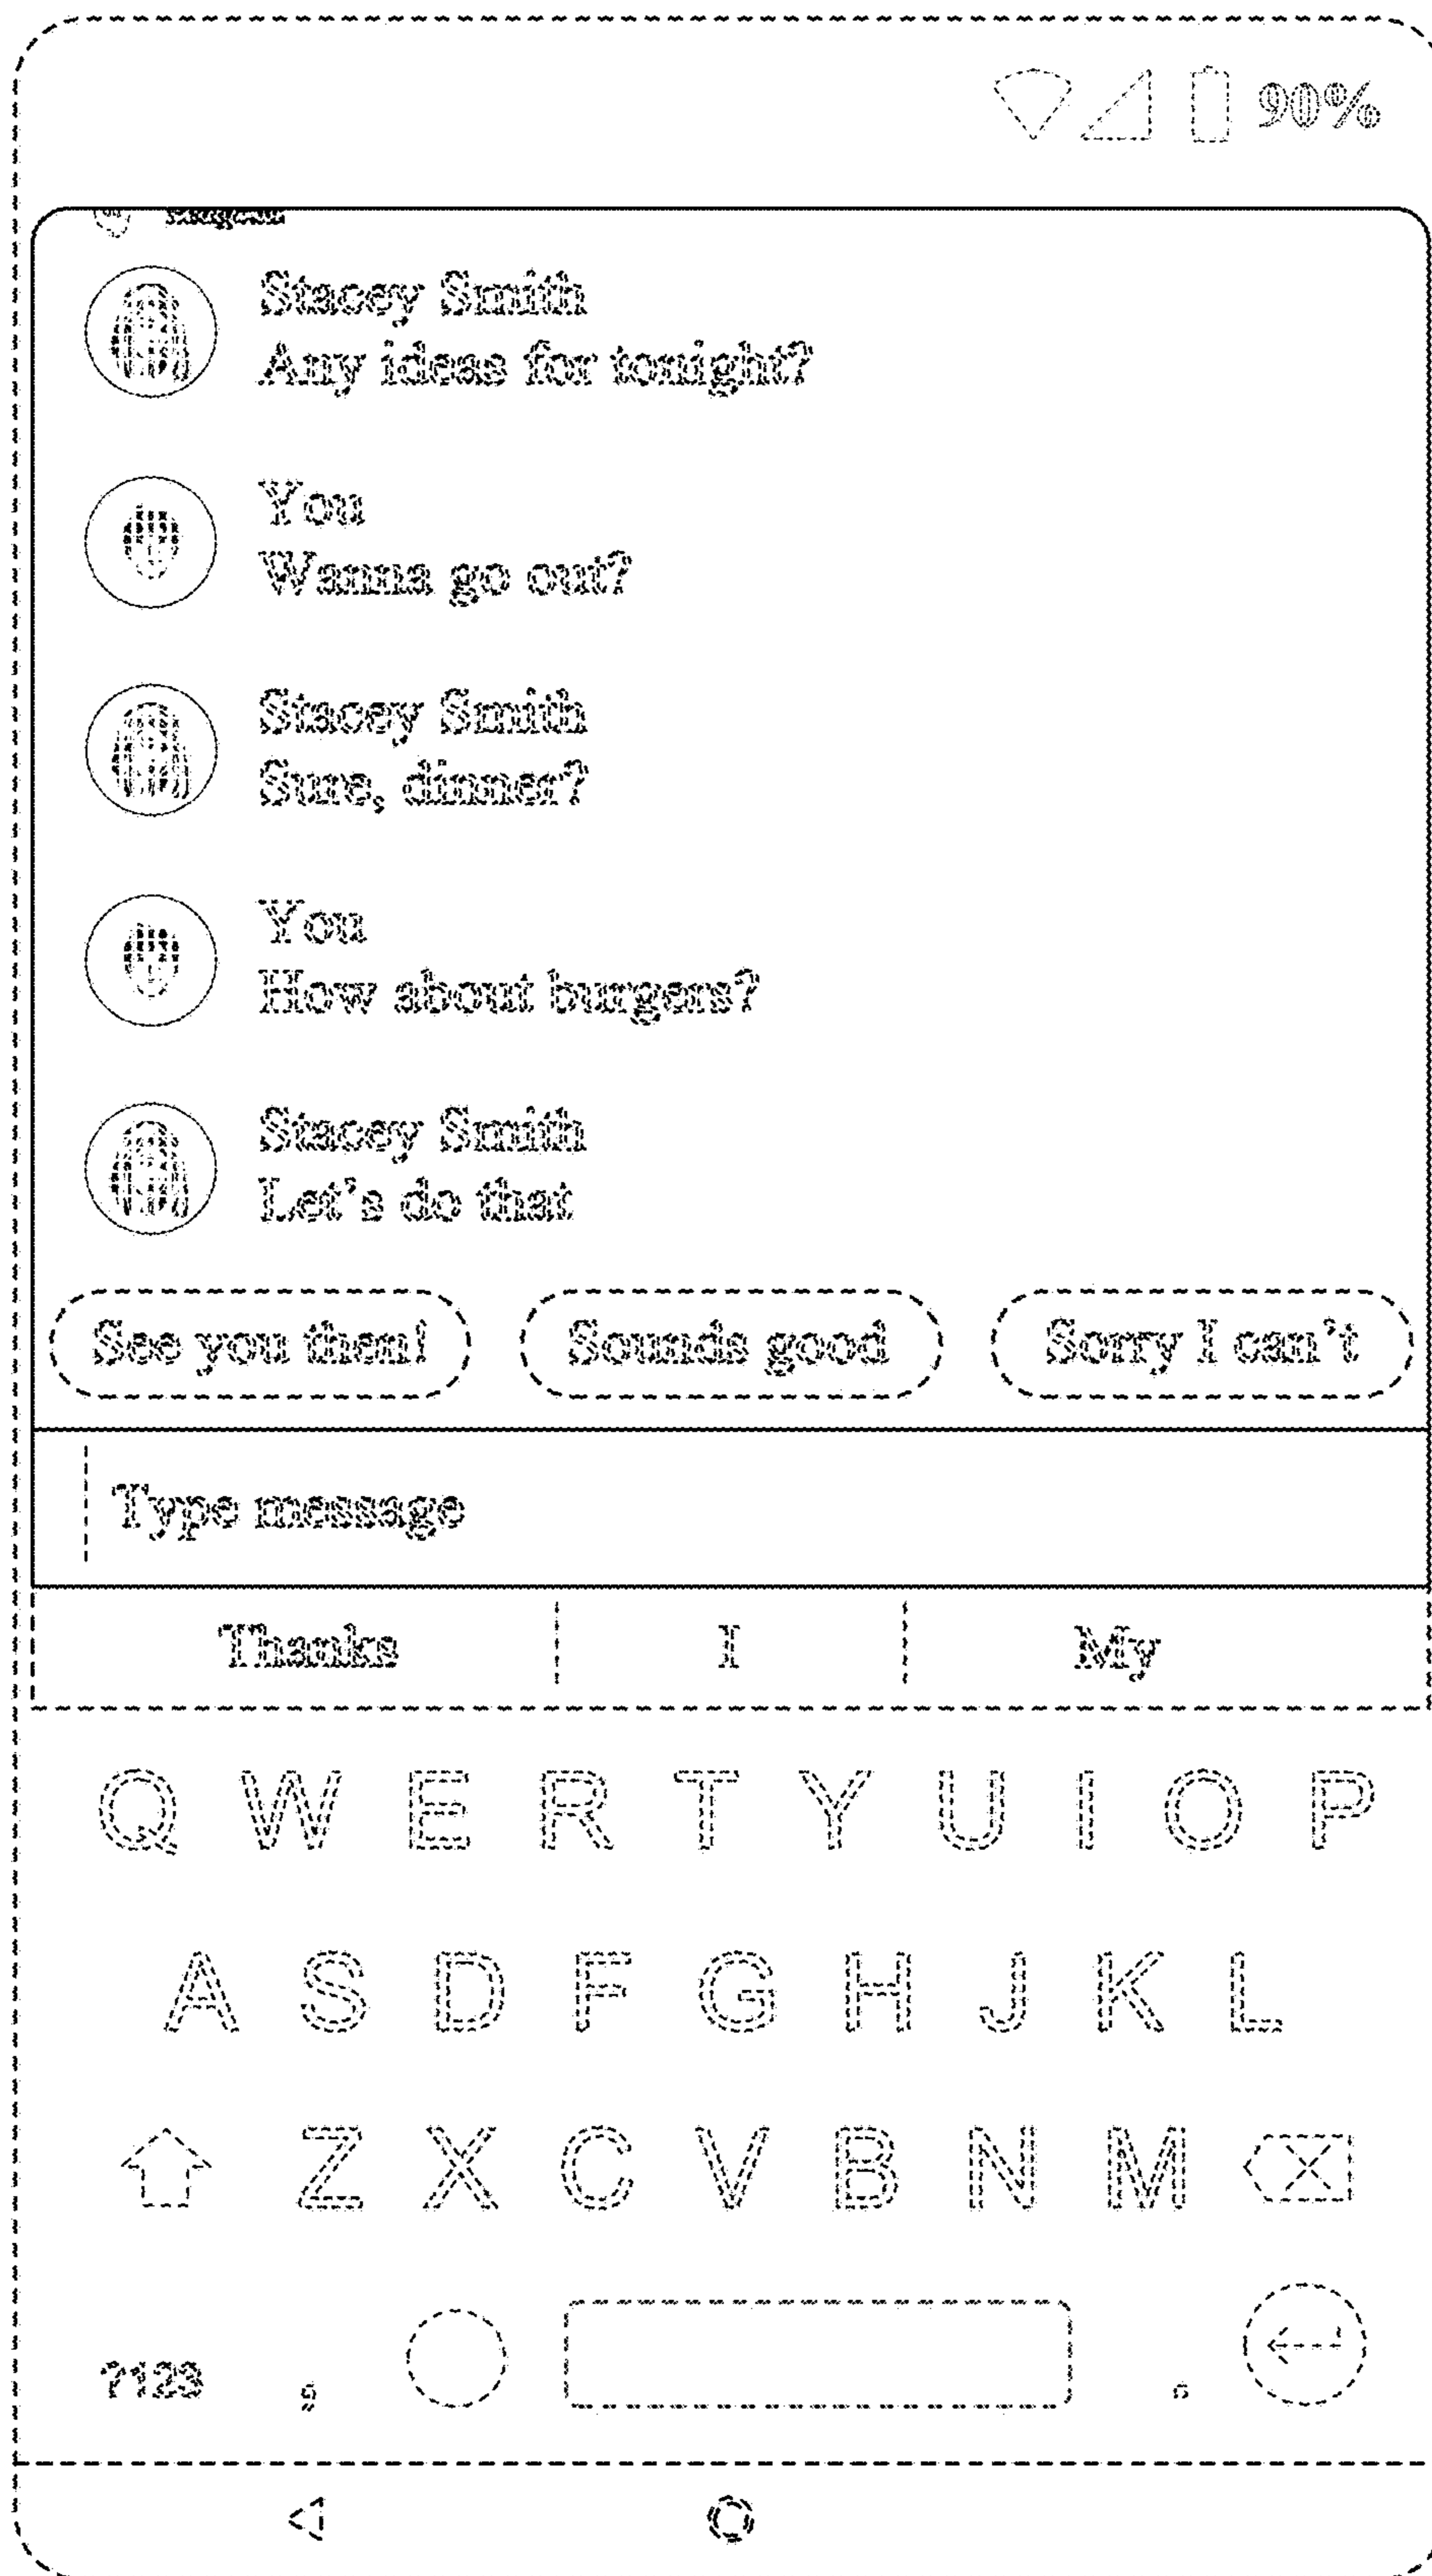 90%
Stacey Smith
Any ideas for tonight?
You
Wanna go out?
Stacey Smith
Sure, dinner?
You
How about burgers?
Stacey Smith
Let's do that
See you then! Sounds good Sorry I can't
Type message
Thanks I My
Q W E R T Y U I O P
A S D F G H J K L
Z X C V B N M
?123 , .